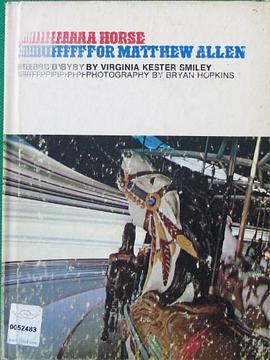 A HORSE
FOR MATTHEW ALLEN
BY VIRGINIA KESTER SMILEY
PHOTOGRAPHY BY BRYAN HOPKINS
0052483